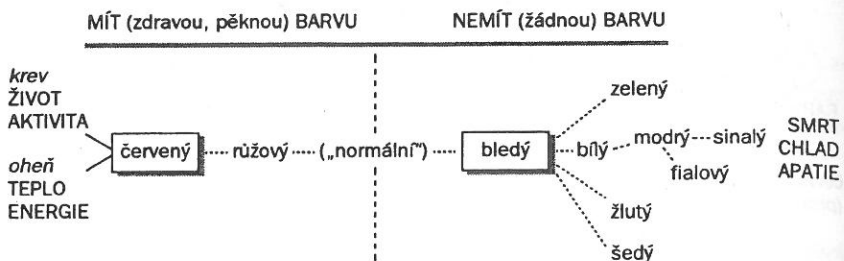 MÍT (zdravou, pěknou) BARVU
NEMÍT (žádnou) BARVU
krev
ŽIVOT
AKTIVITA
oheň
TEPLO
ENERGIE
červený
růžový
(„normální")
bledý
zelený
bílý
modrý
sinalý
fialový
žlutý
šedý
SMRT
CHLAD
APATIE